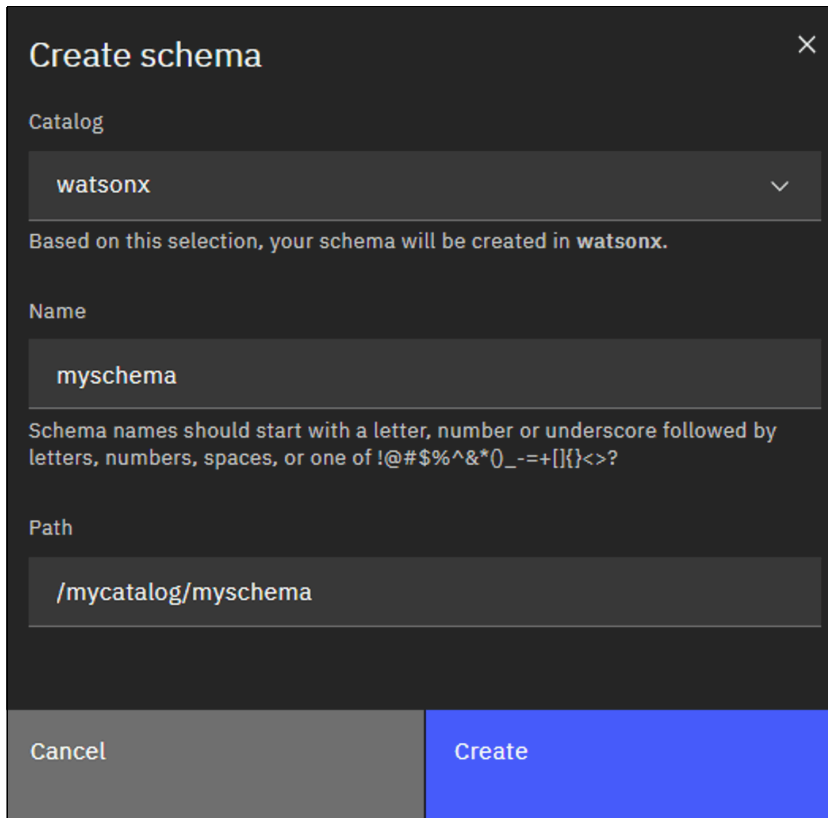 Create schema
Catalog
watsonx
Based on this selection, your schema will be created in watsonx.
Name
myschema
Schema names should start with a letter, number or underscore followed by
letters, numbers, spaces, or one of !@#$%^&*()_-=+[]{}<>?
Path
/mycatalog/myschema
Cancel
Create